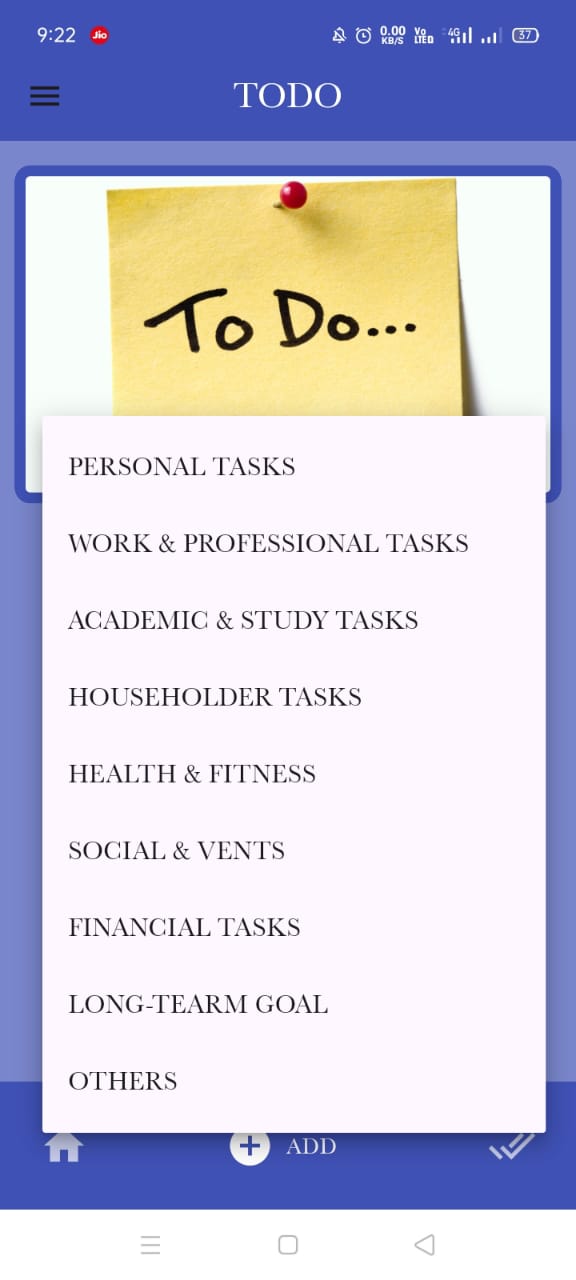 9:22 Jio 0.00 KB/S Vo LTED 4G 37
TODO
To Do...
PERSONAL TASKS
WORK & PROFESSIONAL TASKS
ACADEMIC & STUDY TASKS
HOUSEHOLDER TASKS
HEALTH & FITNESS
SOCIAL & VENTS
FINANCIAL TASKS
LONG-TEARM GOAL
OTHERS
ADD